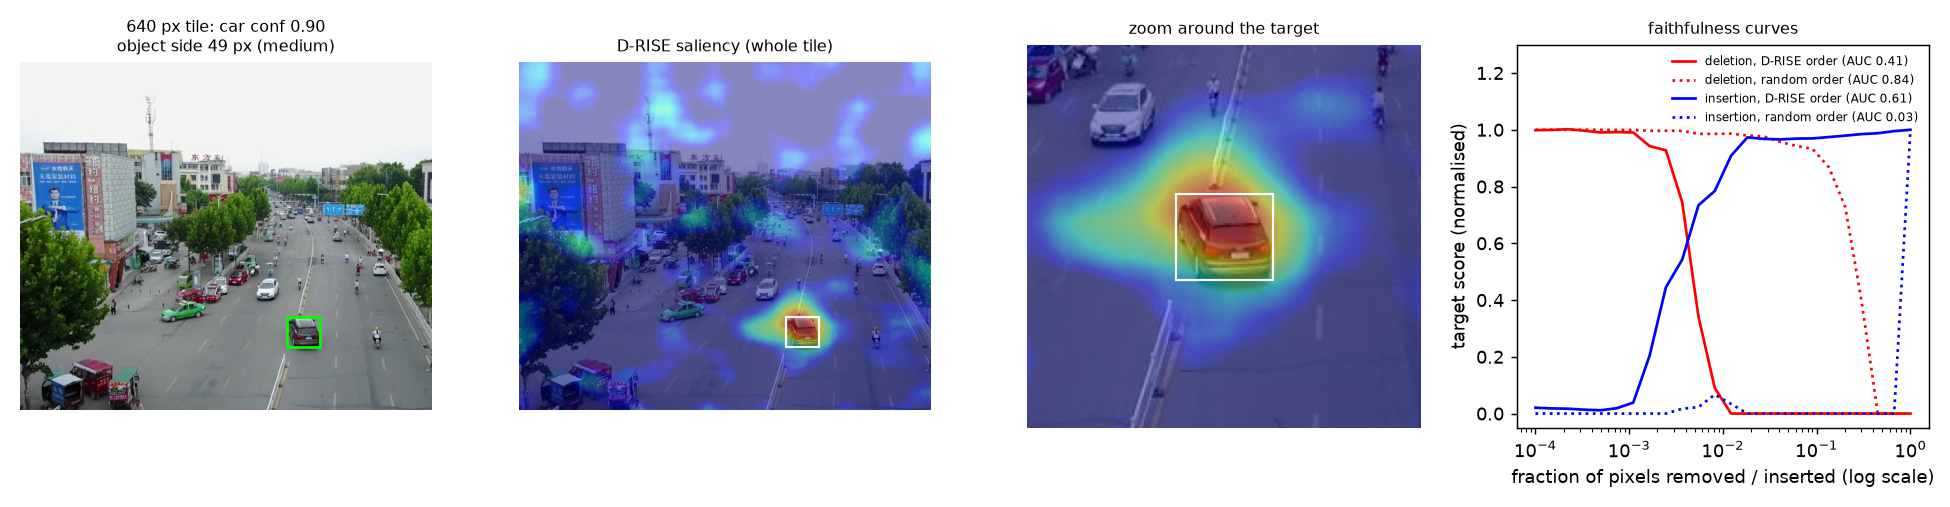 640 px tile: car conf 0.90
object side 49 px (medium)
D-RISE saliency (whole tile)
zoom around the target
faithfulness curves
deletion, D-RISE order (AUC 0.41)
deletion, random order (AUC 0.84)
insertion, D-RISE order (AUC 0.61)
insertion, random order (AUC 0.03)
target score (normalised)
1.2
1.0
0.8
0.6
0.4
0.2
0.0
10⁻⁴
10⁻³
10⁻²
10⁻¹
10⁰
fraction of pixels removed / inserted (log scale)